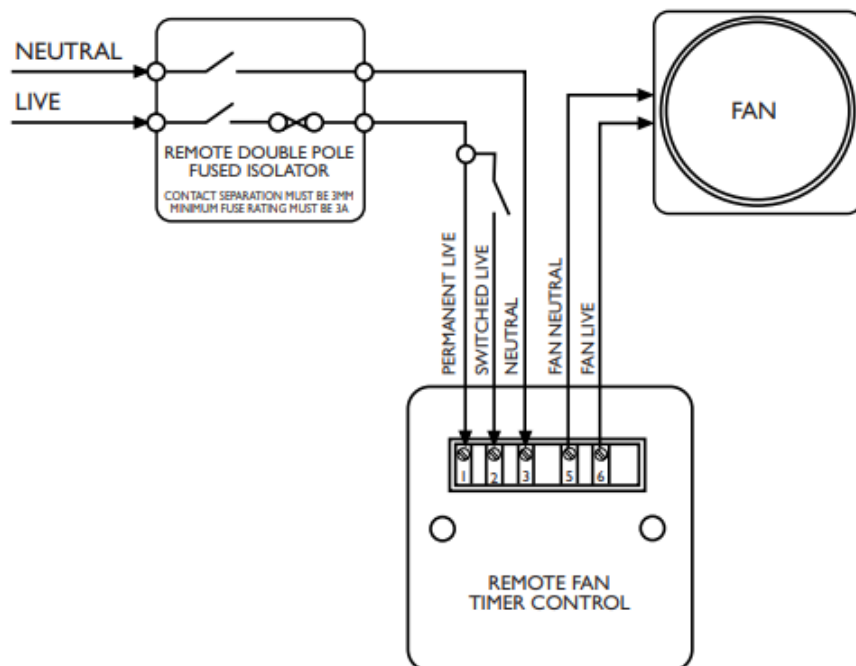 NEUTRAL
LIVE
REMOTE DOUBLE POLE
FUSED ISOLATOR
CONTACT SEPARATION MUST BE 3MM
MINIMUM FUSE RATING MUST BE 3A
FAN
PERMANENT LIVE
SWITCHED LIVE
NEUTRAL
FAN NEUTRAL
FAN LIVE
1 2 3 5 6
REMOTE FAN
TIMER CONTROL